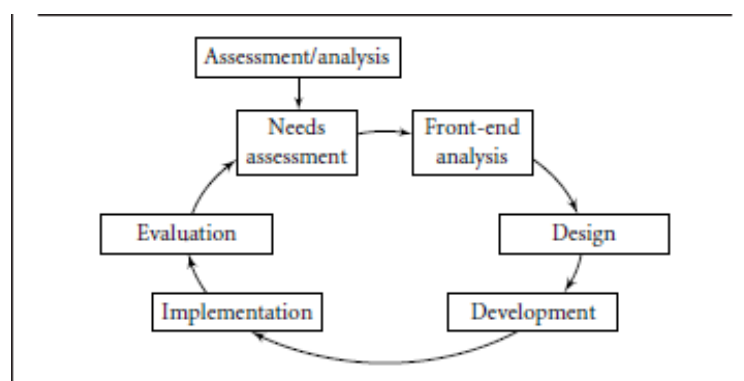 Assessment/analysis
Needs
assessment
Front-end
analysis
Evaluation
Design
Implementation
Development